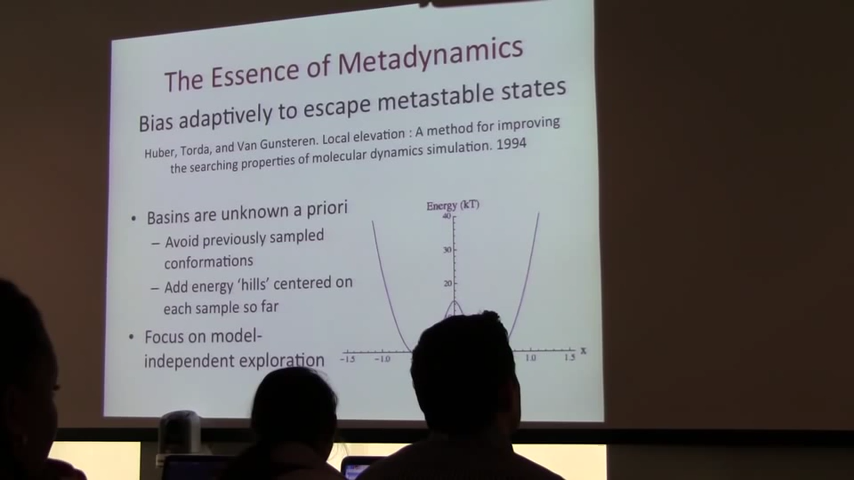 The Essence of Metadynamics
Bias adaptively to escape metastable states
Huber, Torda, and Van Gunsteren. Local elevation : A method for improving
the searching properties of molecular dynamics simulation. 1994
• Basins are unknown a priori
– Avoid previously sampled
conformations
– Add energy 'hills' centered on
each sample so far
• Focus on model-
independent exploration
Energy (kT)
40
30
20
-1.5 -1.0 1.0 1.5 x